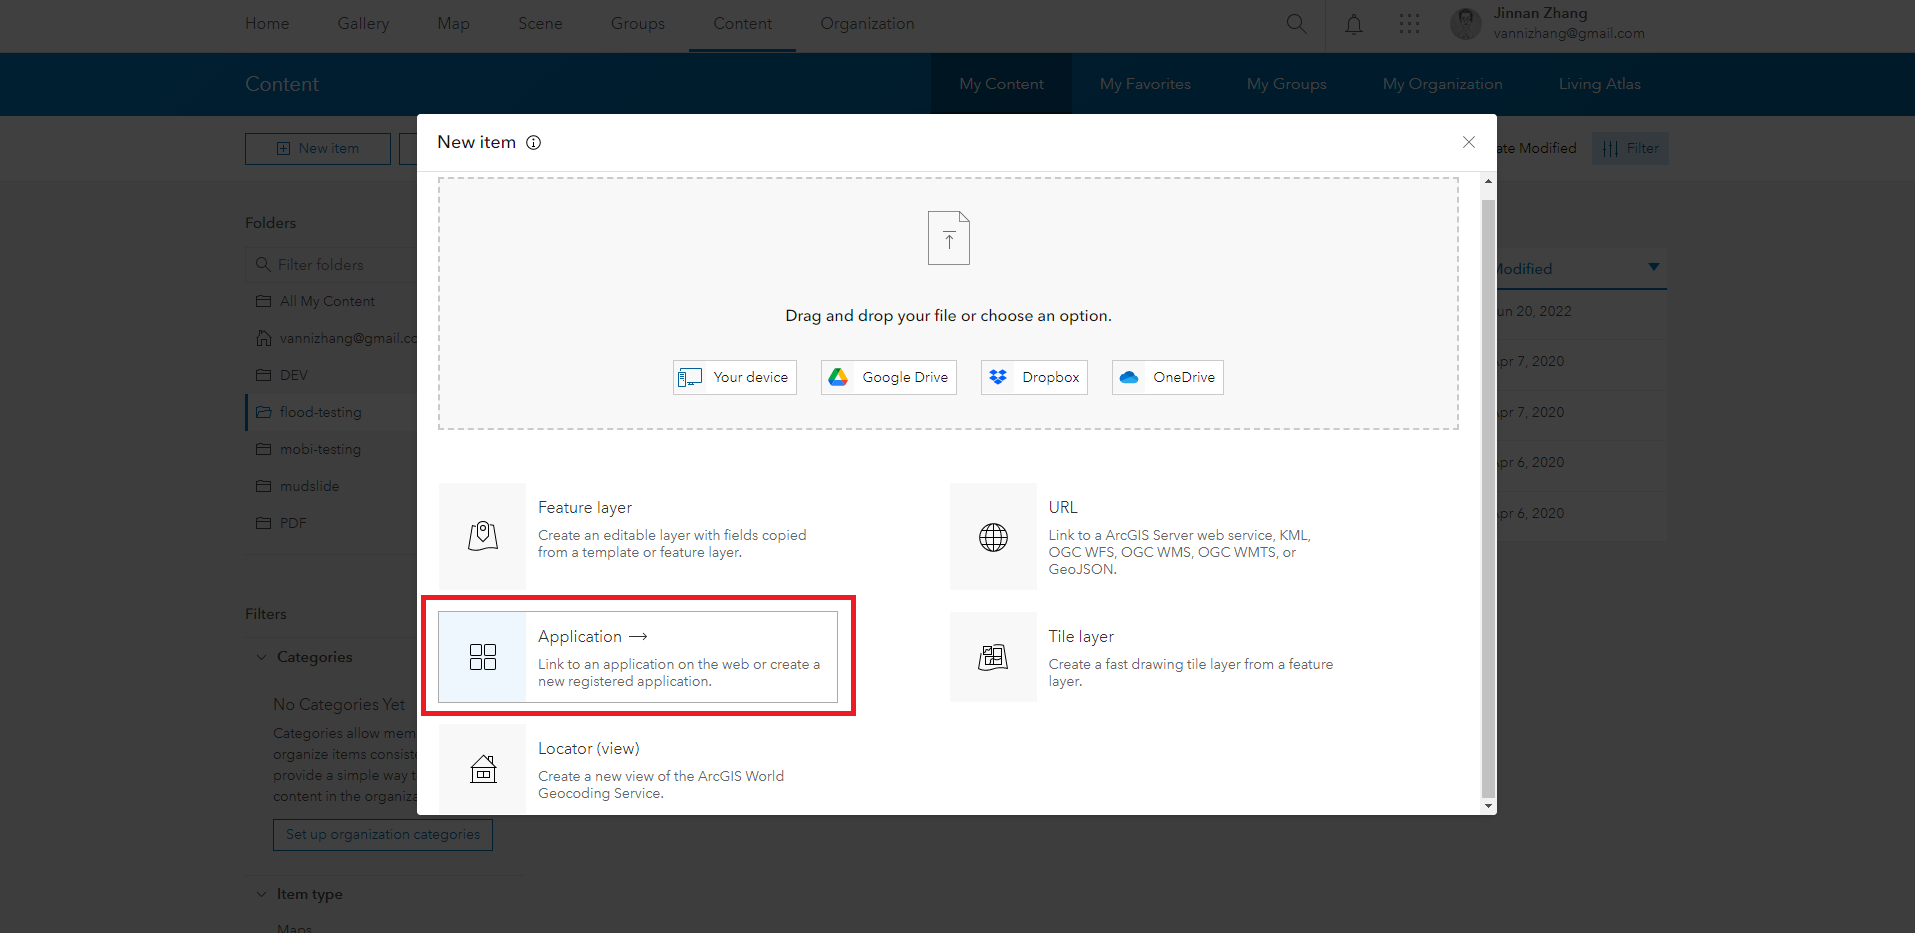 Home Gallery Map Scene Groups Content Organization
Jinnan Zhang
vannizhang@gmail.com
Content
My Content My Favorites My Groups My Organization Living Atlas
New item
Modified Filter
New item
Drag and drop your file or choose an option.
Your device Google Drive Dropbox OneDrive
Feature layer
Create an editable layer with fields copied
from a template or feature layer.
URL
Link to a ArcGIS Server web service, KML,
OGC WFS, OGC WMS, OGC WMTS, or
GeoJSON.
Application →
Link to an application on the web or create a
new registered application.
Tile layer
Create a fast drawing tile layer from a feature
layer.
Locator (view)
Create a new view of the ArcGIS World
Geocoding Service.
Folders
Filter folders
All My Content
vannizhang@gmail.co
DEV
flood-testing
mobi-testing
mudslide
PDF
Filters
Categories
No Categories Yet
Categories allow mem
organize items consiste
provide a simple way t
content in the organiza
Set up organization categories
Item type
Maps
Modified
un 20, 2022
pr 7, 2020
pr 7, 2020
pr 6, 2020
pr 6, 2020